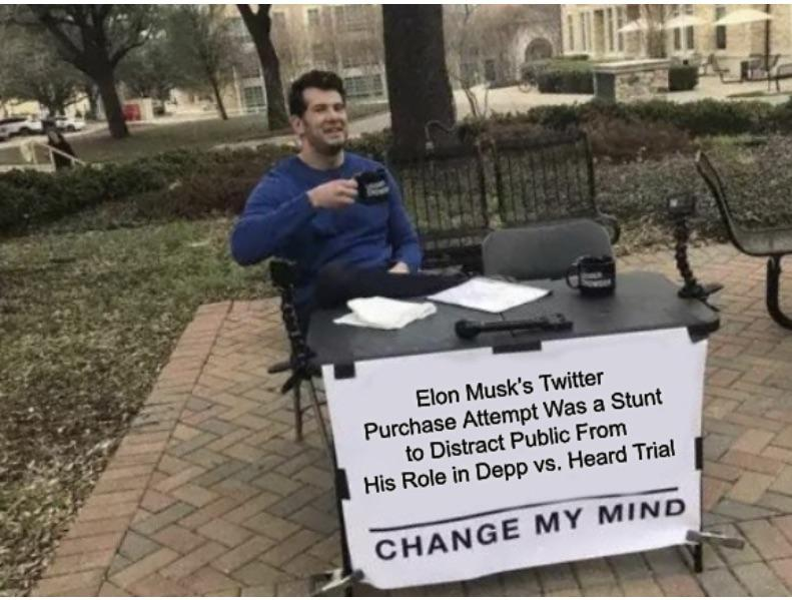 Elon Musk's Twitter
Purchase Attempt Was a Stunt
to Distract Public From
His Role in Depp vs. Heard Trial
CHANGE MY MIND